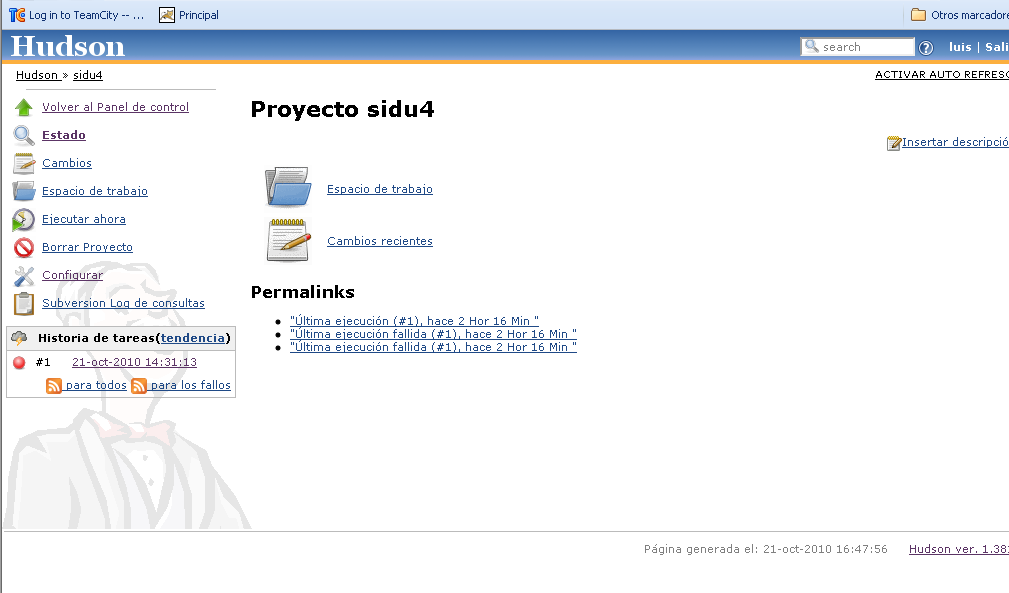 Log in to TeamCity -- ... Principal Otros marcadore
Hudson search luis | Sali
Hudson » sidu4 ACTIVAR AUTO REFRESC
Volver al Panel de control
Estado
Cambios
Espacio de trabajo
Ejecutar ahora
Borrar Proyecto
Configurar
Subversion Log de consultas
Historia de tareas(tendencia)
#1 21-oct-2010 14:31:13
para todos para los fallos
Proyecto sidu4
Insertar descripció
Espacio de trabajo
Cambios recientes
Permalinks
"Última ejecución (#1), hace 2 Hor 16 Min "
"Última ejecución fallida (#1), hace 2 Hor 16 Min "
"Última ejecución fallida (#1), hace 2 Hor 16 Min "
Página generada el: 21-oct-2010 16:47:56 Hudson ver. 1.381